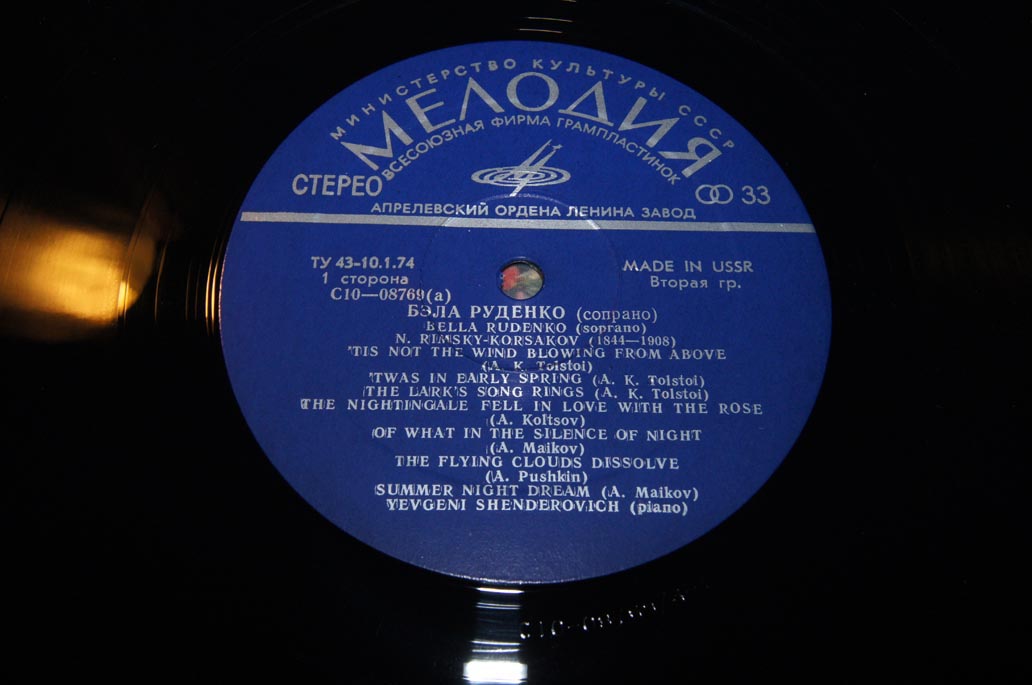 МИНИСТЕРСТВО КУЛЬТУРЫ СССР
МЕЛОДИЯ
ВСЕСОЮЗНАЯ ФИРМА ГРАМПЛАСТИНОК
СТЕРЕО
33
АПРЕЛЕВСКИЙ ОРДЕНА ЛЕНИНА ЗАВОД
ТУ 43-10.1.74
MADE IN USSR
1 сторона
Вторая гр.
С10—08769(а)
БЭЛА РУДЕНКО (сопрано)
BELLA RUDENKO (soprano)
N. RIMSKY-KORSAKOV (1844—1908)
'TIS NOT THE WIND BLOWING FROM ABOVE
(A. K. Tolstoi)
'TWAS IN EARLY SPRING (A. K. Tolstoi)
THE LARK'S SONG RINGS (A. K. Tolstoi)
THE NIGHTINGALE FELL IN LOVE WITH THE ROSE
(A. Koltsov)
OF WHAT IN THE SILENCE OF NIGHT
(A. Maikov)
THE FLYING CLOUDS DISSOLVE
(A. Pushkin)
SUMMER NIGHT DREAM (A. Maikov)
YEVGENI SHENDEROVICH (piano)